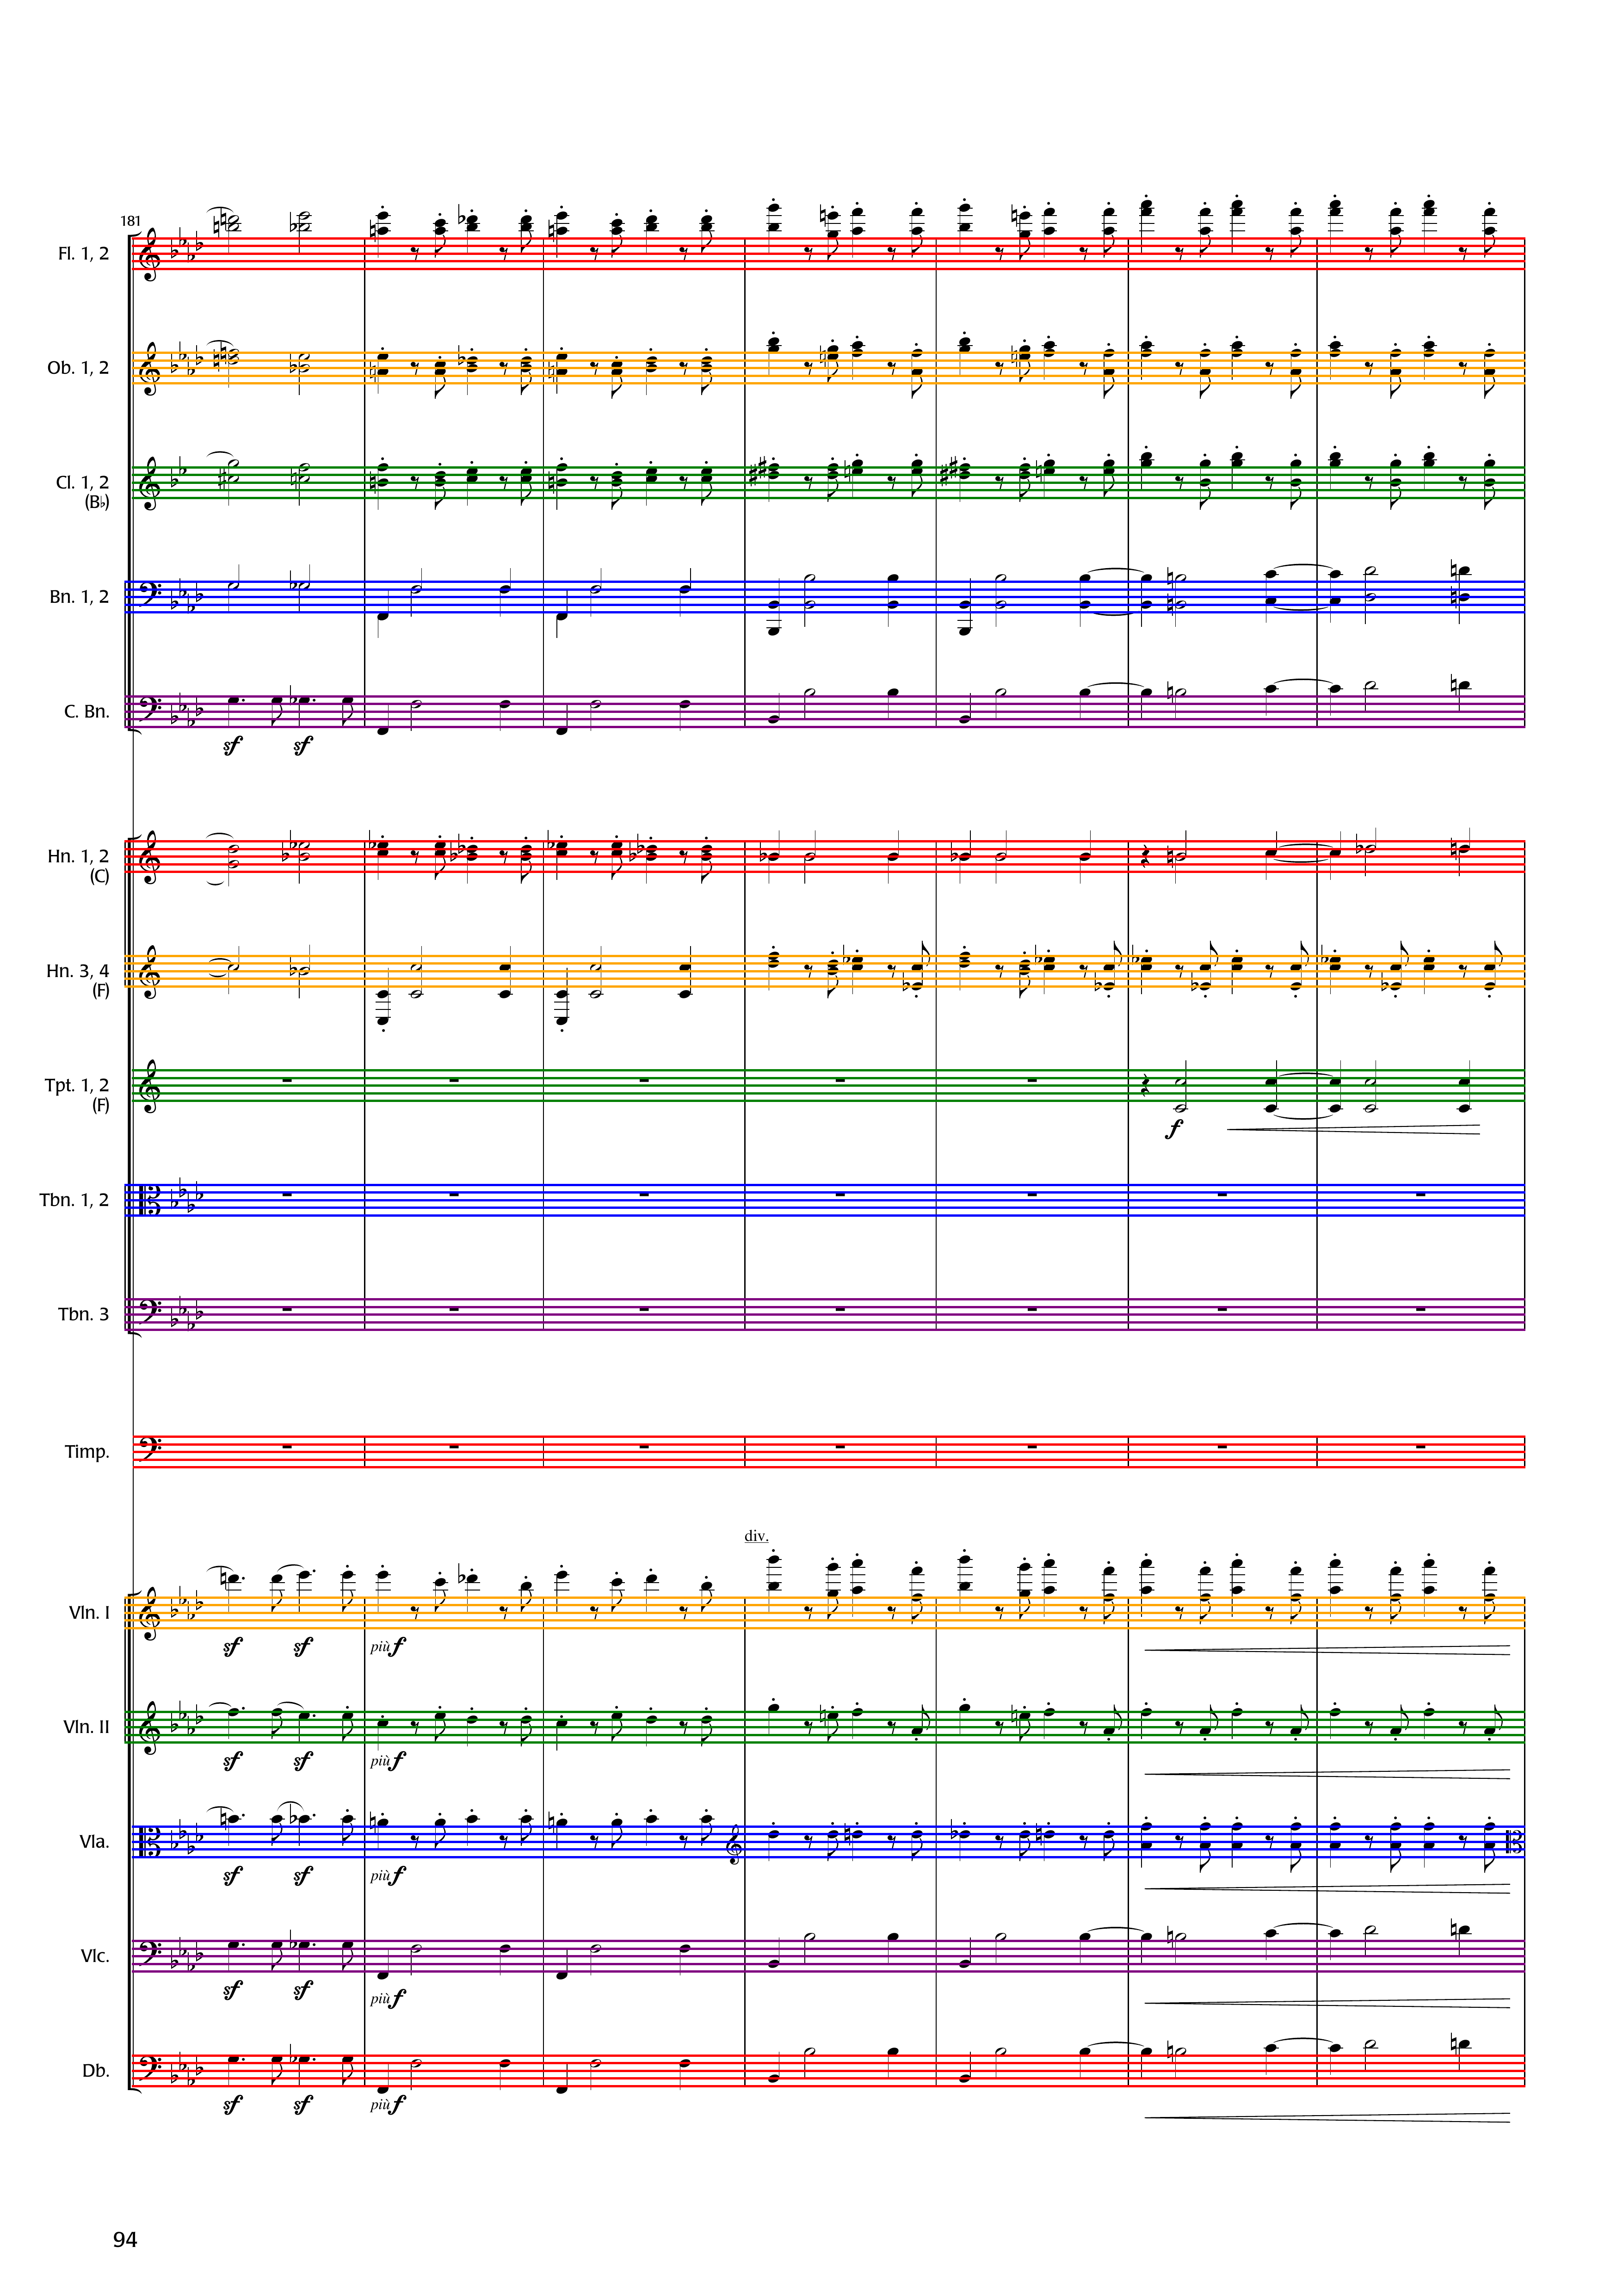 181
Fl. 1, 2
Ob. 1, 2
Cl. 1, 2
(B♭)
Bn. 1, 2
C. Bn.
sf sf
Hn. 1, 2
(C)
Hn. 3, 4
(F)
Tpt. 1, 2
(F)
f
Tbn. 1, 2
Tbn. 3
Timp.
div.
Vln. I
sf sf più f
Vln. II
sf sf più f
Vla.
sf sf più f
Vlc.
sf sf più f
Db.
sf sf più f
94